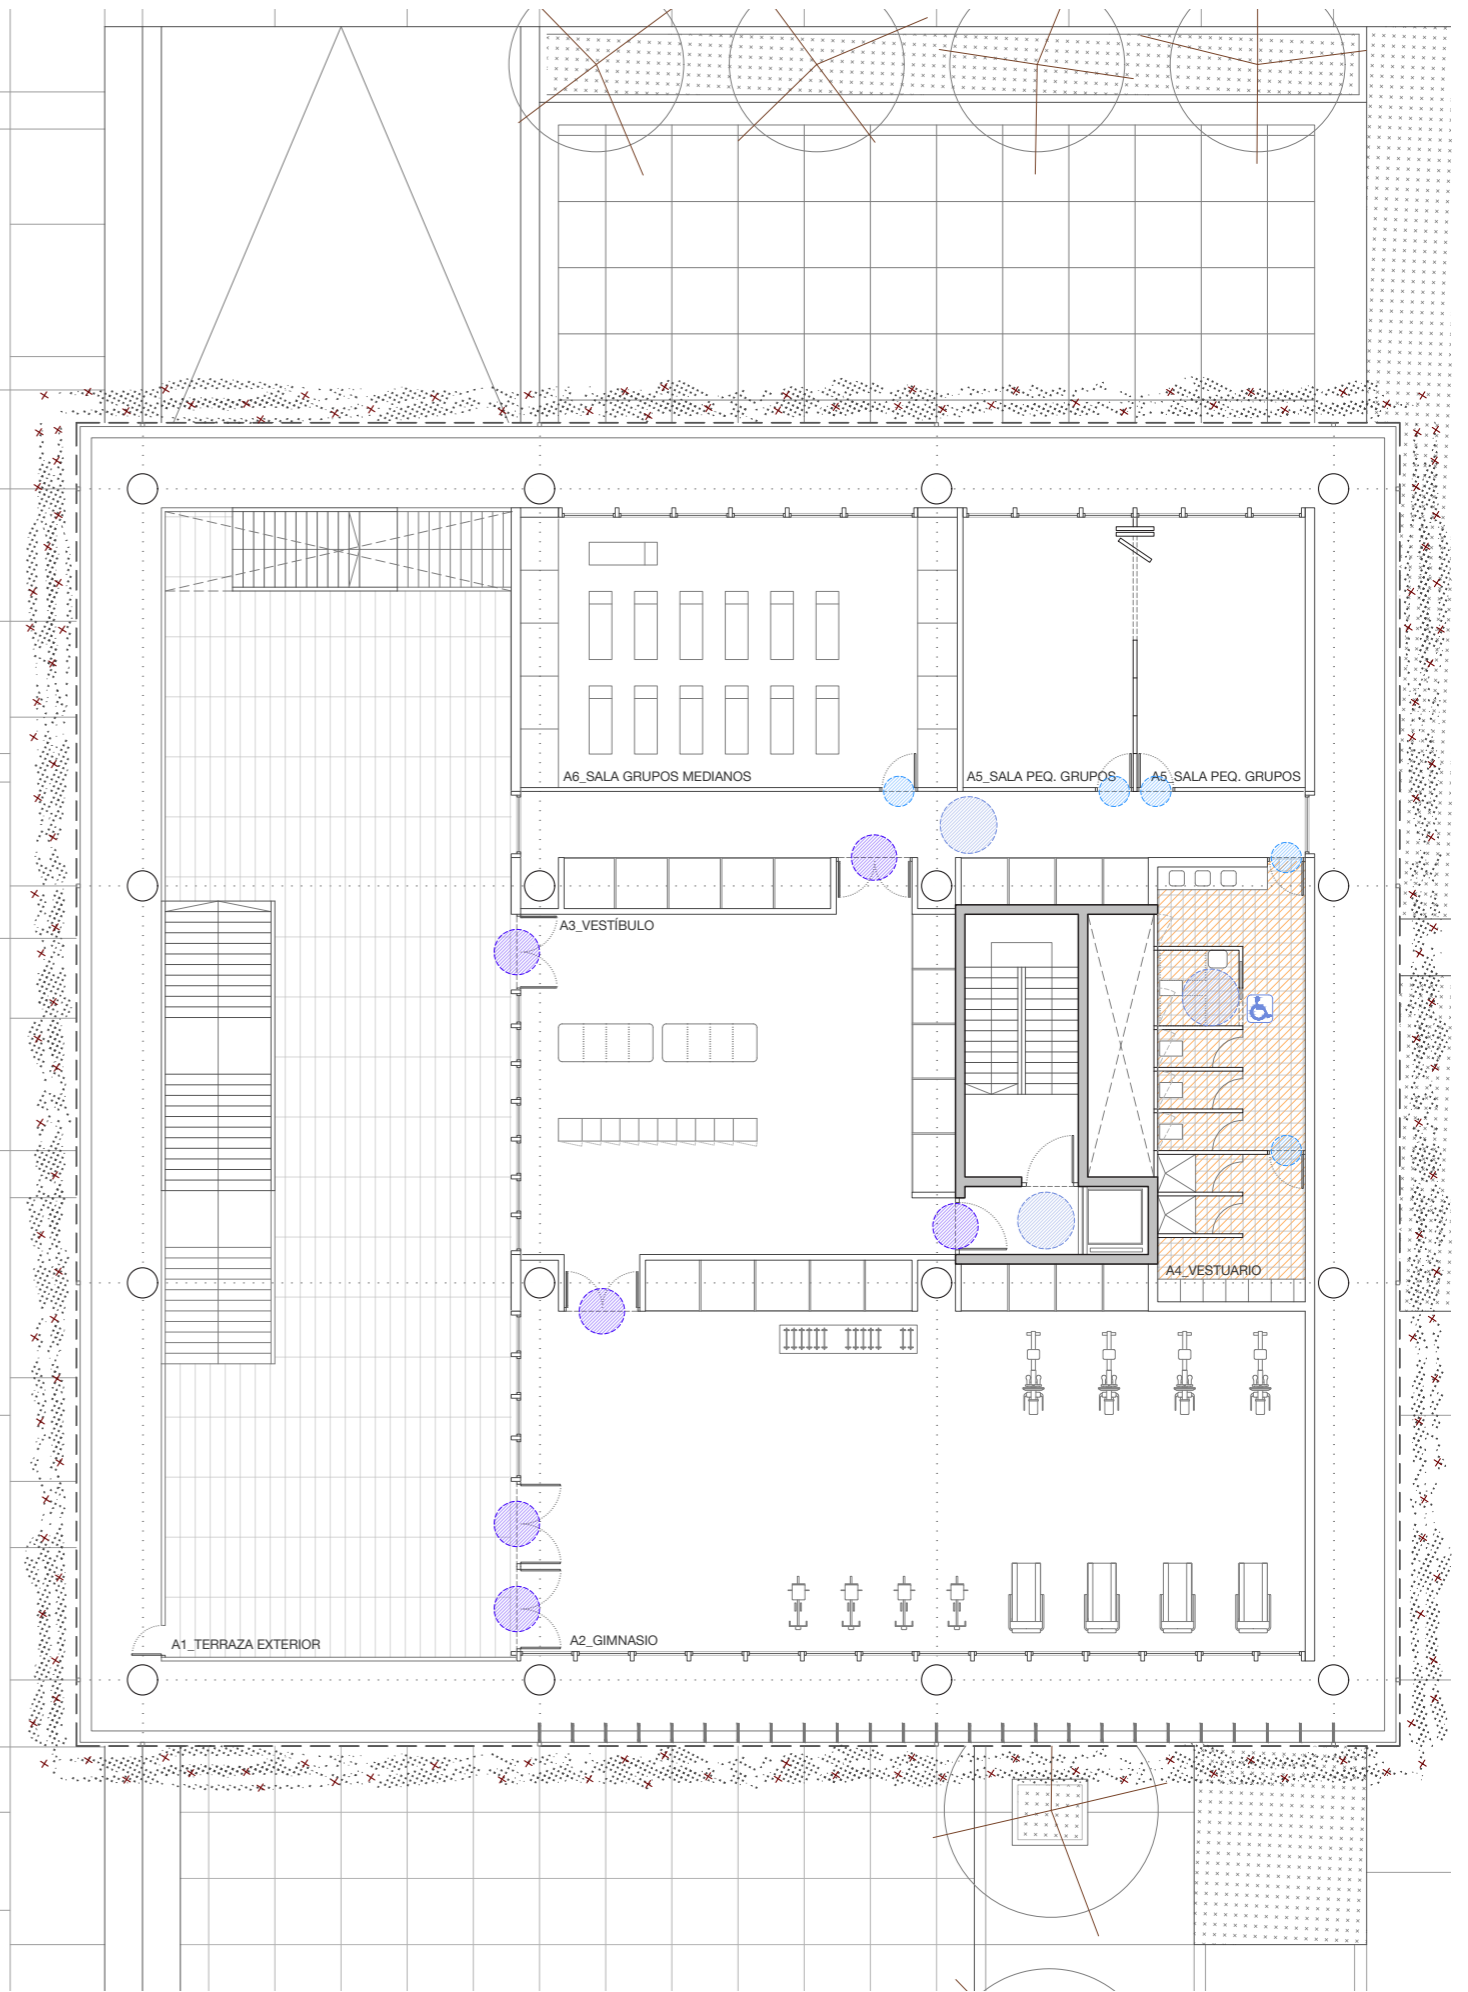 A6_SALA GRUPOS MEDIANOS
A5_SALA PEQ. GRUPOS
A5_SALA PEQ. GRUPOS
A3_VESTÍBULO
A4_VESTUARIO
A1_TERRAZA EXTERIOR
A2_GIMNASIO